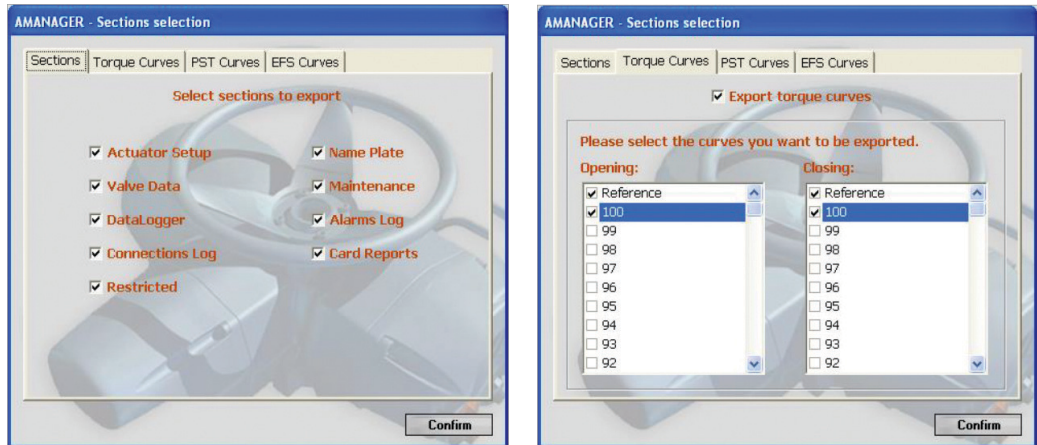 AMANAGER - Sections selection
Sections Torque Curves PST Curves EFS Curves
Select sections to export
Actuator Setup Name Plate
Valve Data Maintenance
DataLogger Alarms Log
Connections Log Card Reports
Restricted
Confirm
AMANAGER - Sections selection
Sections Torque Curves PST Curves EFS Curves
Export torque curves
Please select the curves you want to be exported.
Opening: Closing:
Reference Reference
100 100
99 99
98 98
97 97
96 96
95 95
94 94
93 93
92 92
Confirm